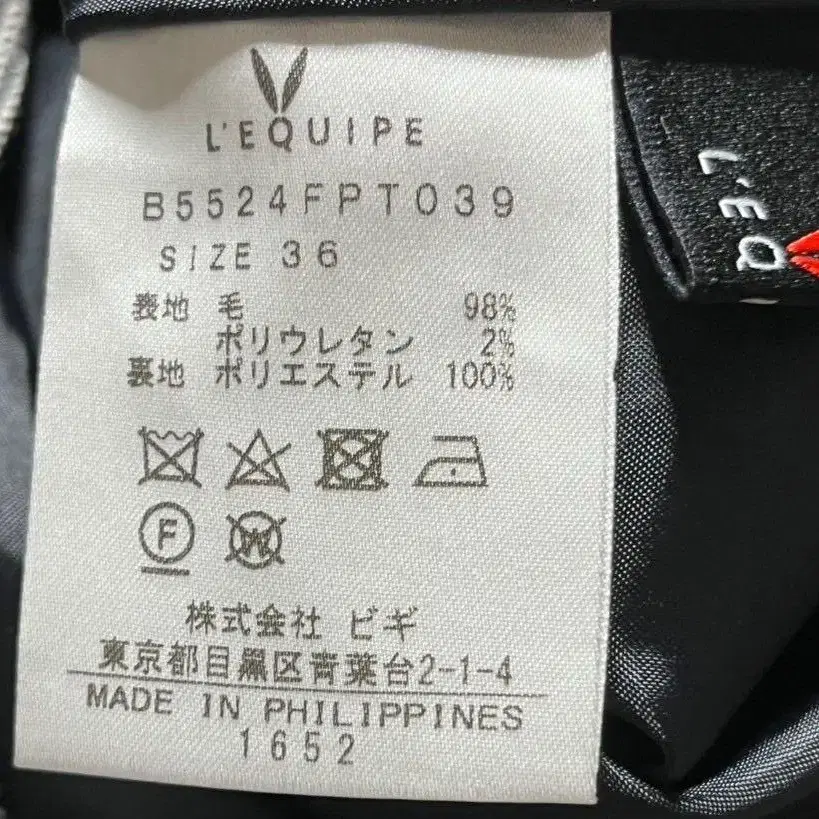 L'EQUIPE
B5524FPT039
SIZE 36
表地 毛 98%
ポリウレタン 2%
裏地 ポリエステル 100%
F
W
株式会社 ビギ
東京都目黒区青葉台2-1-4
MADE IN PHILIPPINES
1652
L'EQ